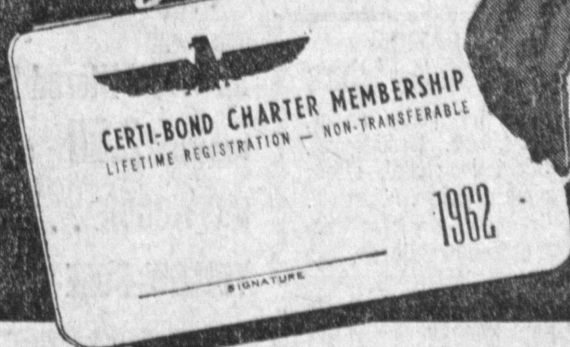 CERTI-BOND CHARTER MEMBERSHIP
LIFETIME REGISTRATION — NON-TRANSFERABLE
1962
SIGNATURE